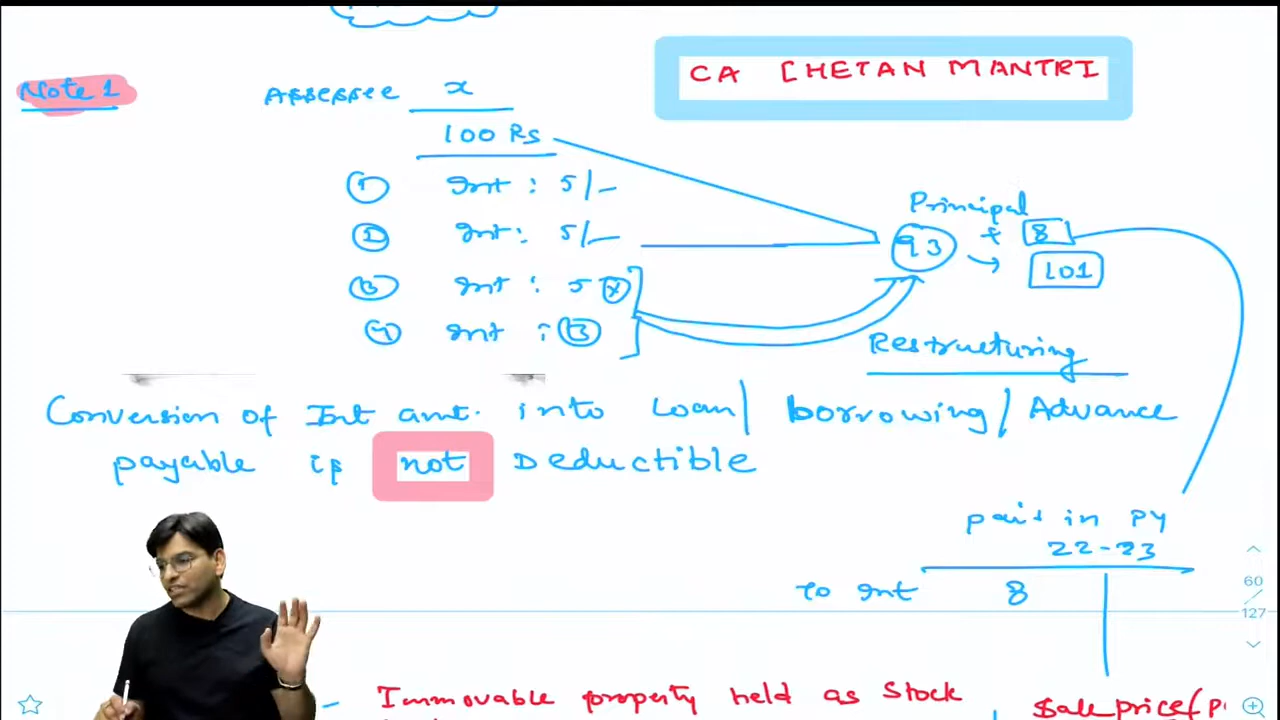 CA CHETAN MANTRI
Note 1
Assessee x
100 Rs
① Int : 5/-
② Int : 5/-
③ Int : 5
④ Int :
Principal
93 + 8
→ 101
Restructuring
Conversion of Int amt. into Loan / borrowing / Advance
payable is not Deductible
paid in PY
22-23
To Int 8
60
127
Immovable property held as Stock
Sale price/